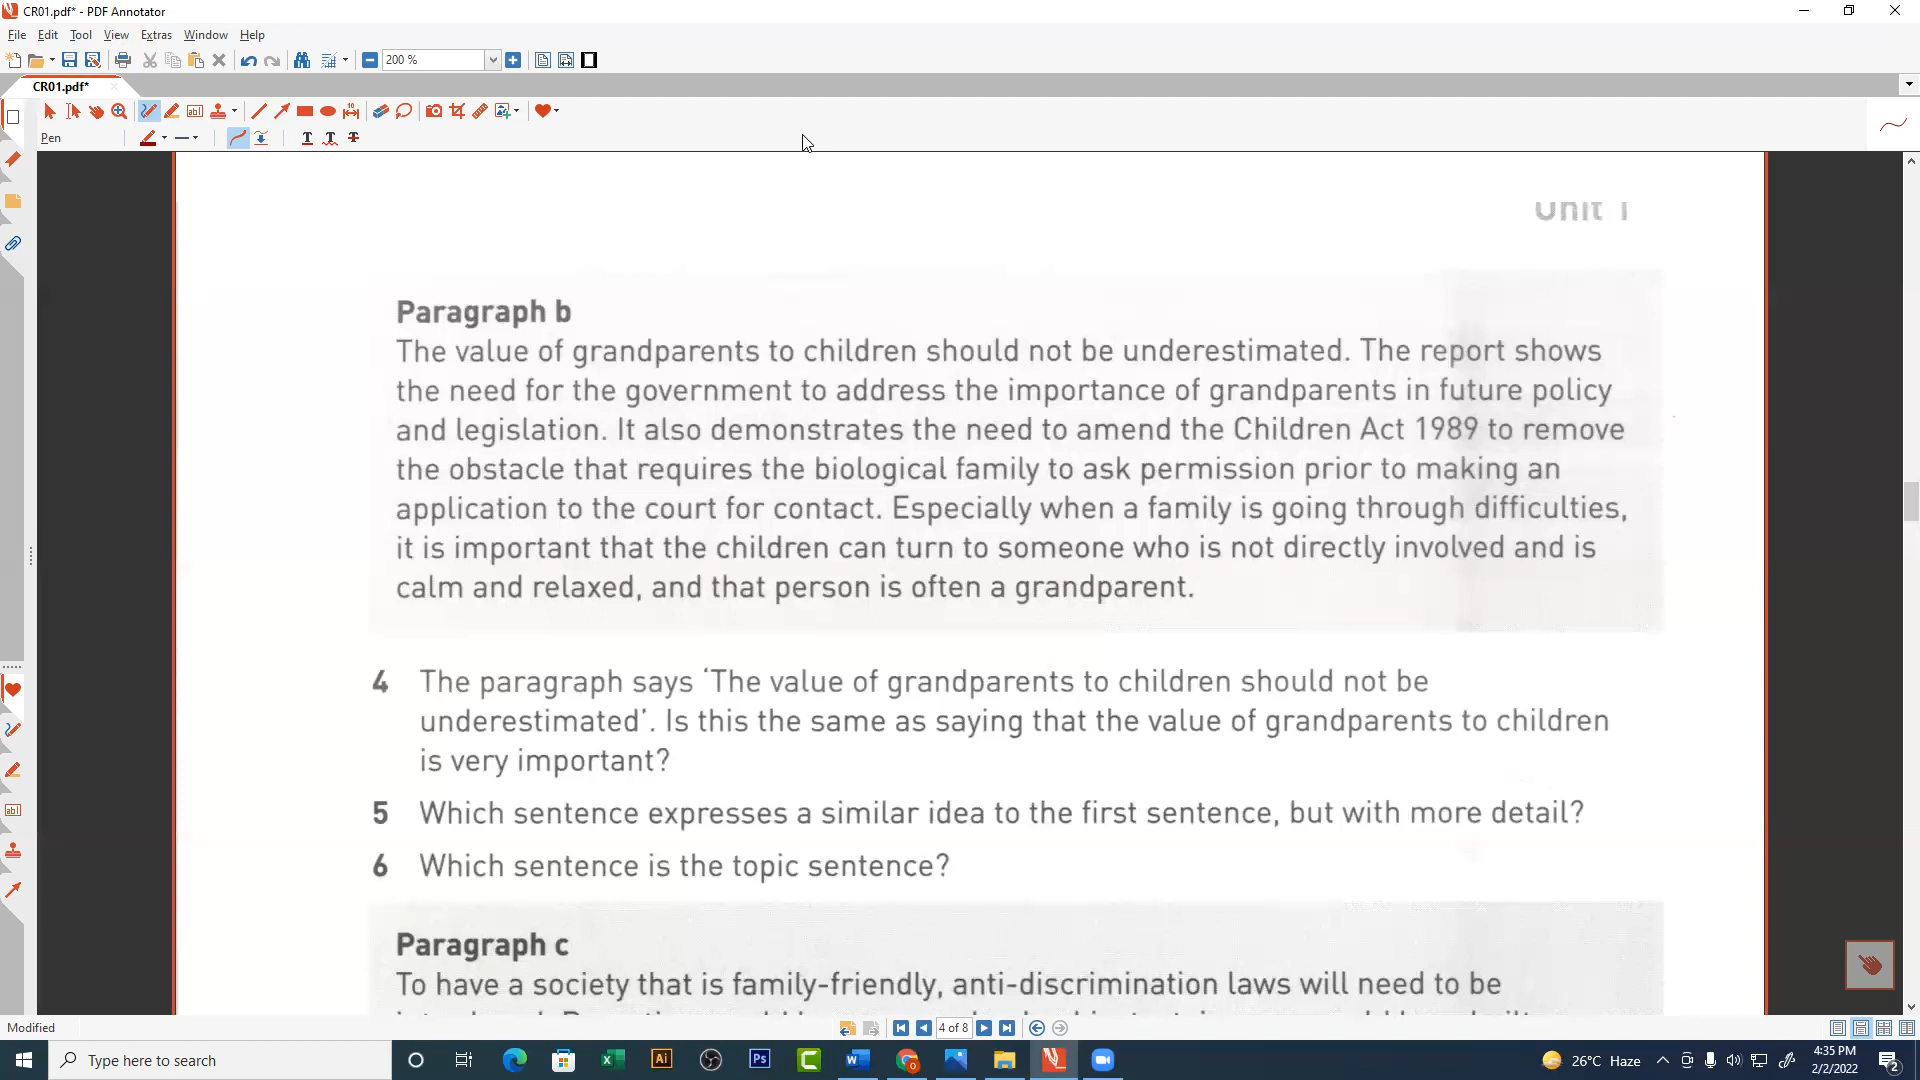 CR01.pdf* - PDF Annotator
File Edit Tool View Extras Window Help
200 %
CR01.pdf*
Pen
Unit 1
Paragraph b
The value of grandparents to children should not be underestimated. The report shows
the need for the government to address the importance of grandparents in future policy
and legislation. It also demonstrates the need to amend the Children Act 1989 to remove
the obstacle that requires the biological family to ask permission prior to making an
application to the court for contact. Especially when a family is going through difficulties,
it is important that the children can turn to someone who is not directly involved and is
calm and relaxed, and that person is often a grandparent.
4 The paragraph says ‘The value of grandparents to children should not be
underestimated’. Is this the same as saying that the value of grandparents to children
is very important?
5 Which sentence expresses a similar idea to the first sentence, but with more detail?
6 Which sentence is the topic sentence?
Paragraph c
To have a society that is family-friendly, anti-discrimination laws will need to be
Modified
4 of 8
Type here to search
26°C Haze
4:35 PM
2/2/2022
2